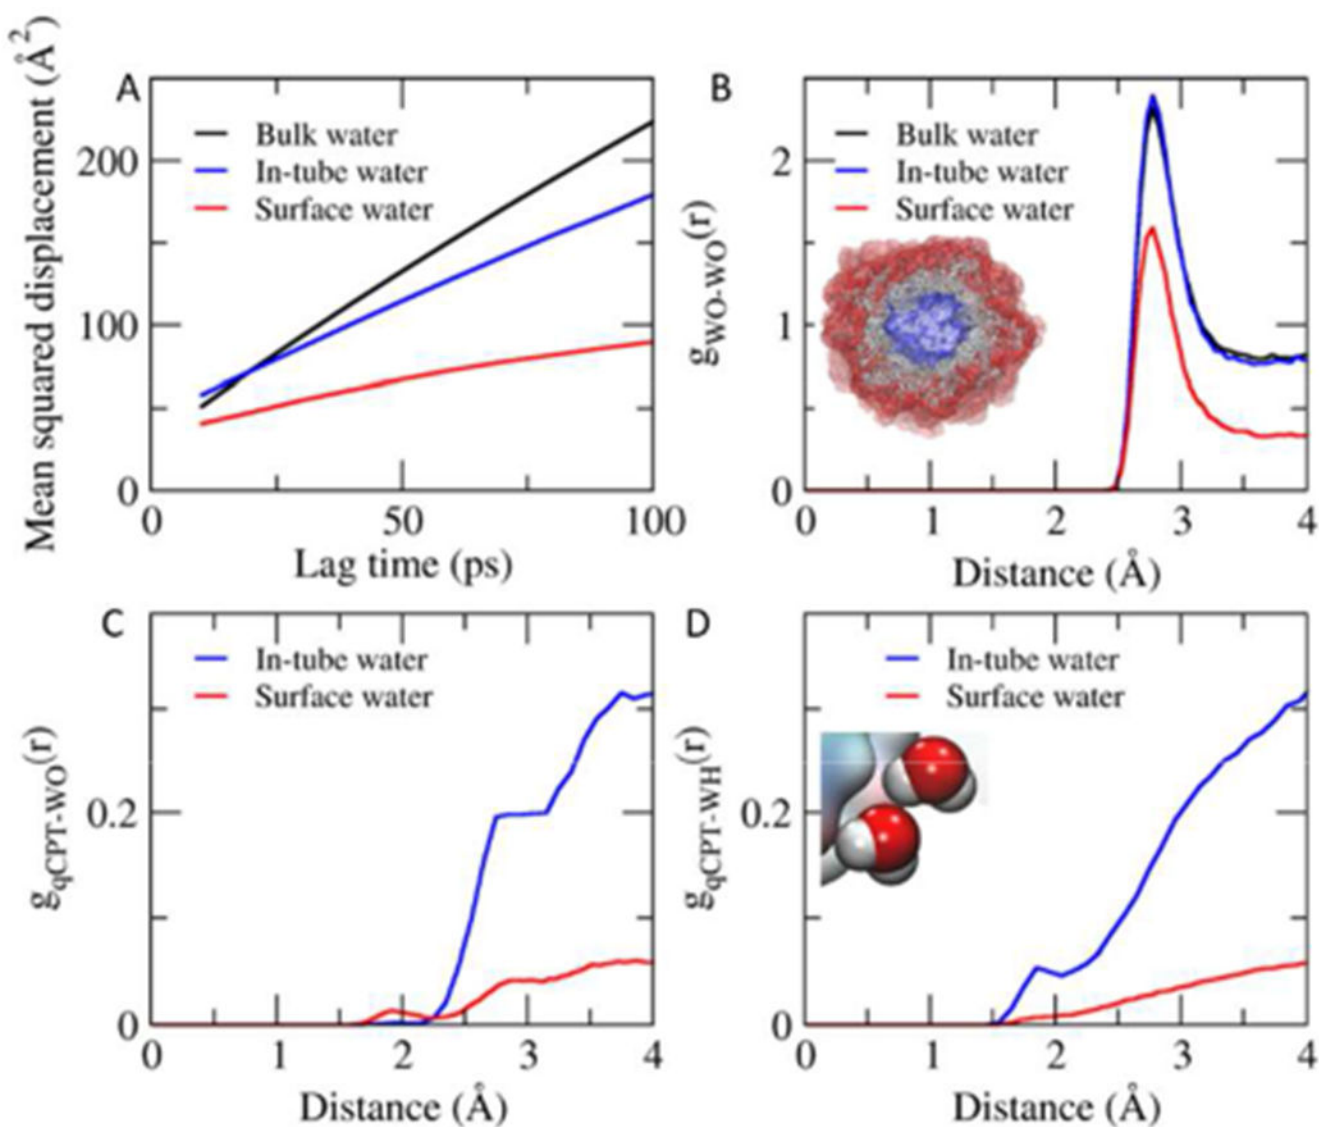 A
Mean squared displacement (Å²)
Bulk water
In-tube water
Surface water
200
100
0
0 50 100
Lag time (ps)
B
gWO-WO(r)
Bulk water
In-tube water
Surface water
2
1
0
0 1 2 3 4
Distance (Å)
C
gqCPT-WO(r)
In-tube water
Surface water
0.2
0
0 1 2 3 4
Distance (Å)
D
gqCPT-WH(r)
In-tube water
Surface water
0.2
0
0 1 2 3 4
Distance (Å)